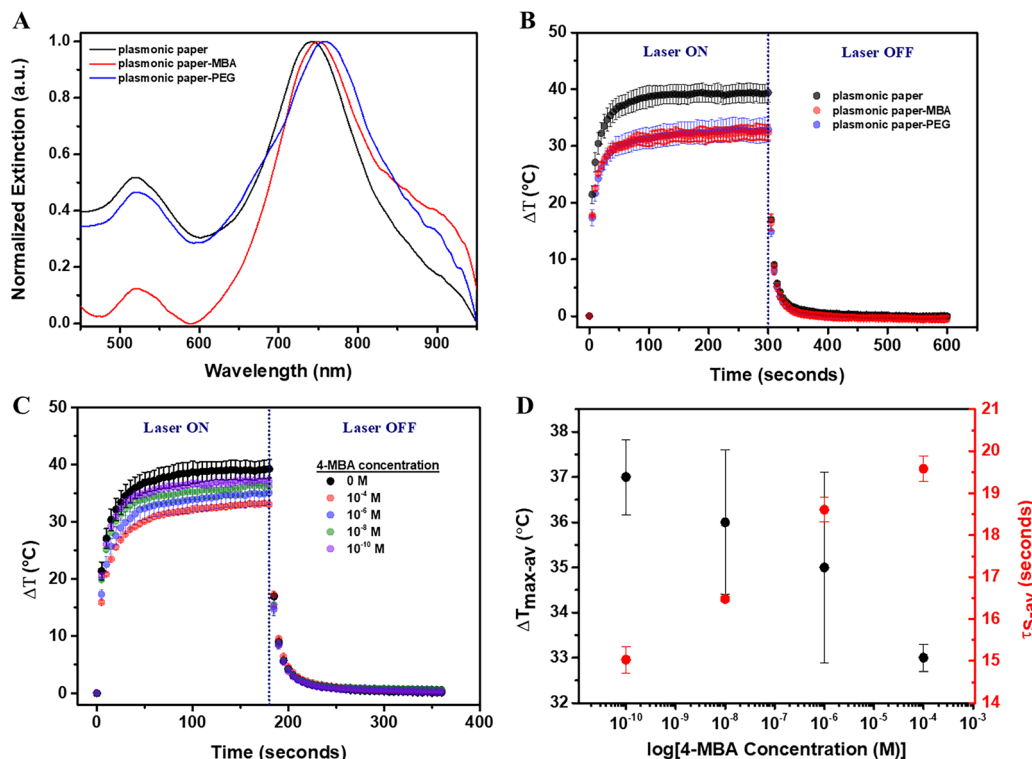 A
plasmonic paper
plasmonic paper-MBA
plasmonic paper-PEG
Normalized Extinction (a.u.)
1.0
0.8
0.6
0.4
0.2
0.0
500 600 700 800 900
Wavelength (nm)
B
Laser ON
Laser OFF
plasmonic paper
plasmonic paper-MBA
plasmonic paper-PEG
ΔT (°C)
50
40
30
20
10
0
0 100 200 300 400 500 600
Time (seconds)
C
Laser ON
Laser OFF
4-MBA concentration
0 M
10⁻⁴ M
10⁻⁶ M
10⁻⁸ M
10⁻¹⁰ M
ΔT (°C)
50
40
30
20
10
0
0 100 200 300 400
Time (seconds)
D
ΔTmax-av (°C)
38
37
36
35
34
33
32
τs-av (seconds)
21
20
19
18
17
16
15
14
10⁻¹⁰ 10⁻⁹ 10⁻⁸ 10⁻⁷ 10⁻⁶ 10⁻⁵ 10⁻⁴ 10⁻³
log[4-MBA Concentration (M)]